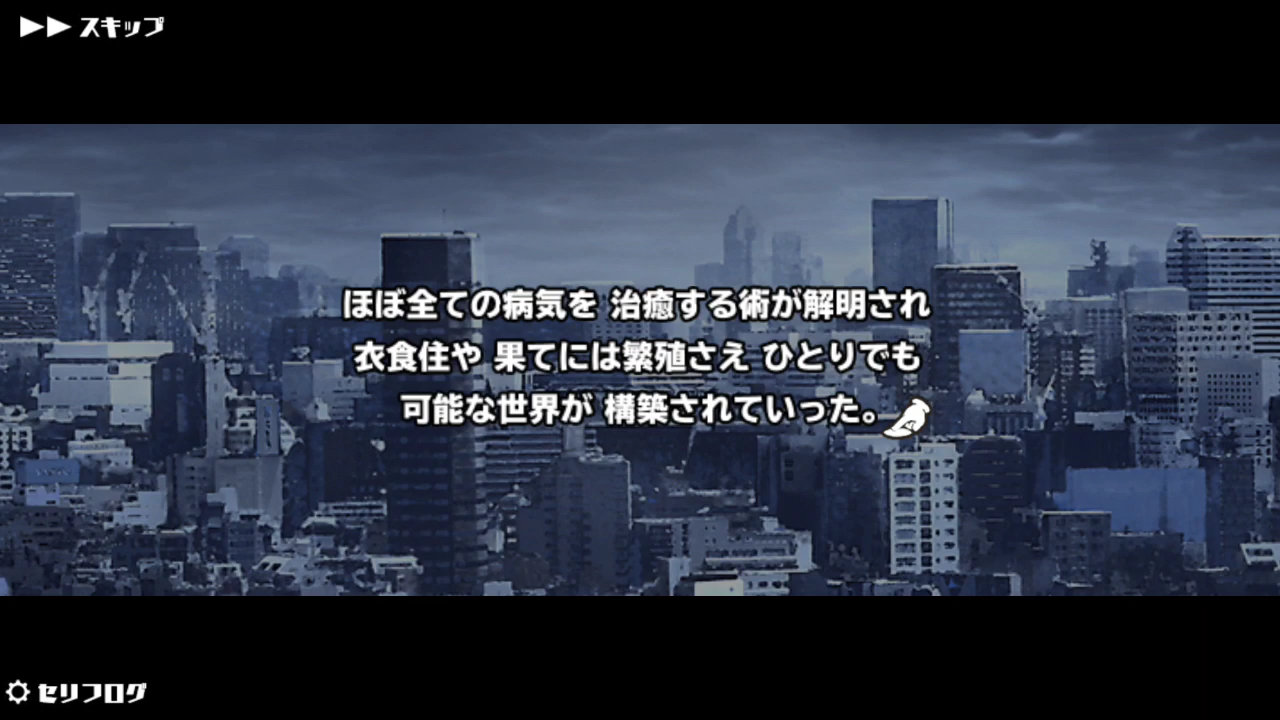 スキップ
ほぼ全ての病気を 治癒する術が解明され
衣食住や 果てには繁殖さえ ひとりでも
可能な世界が 構築されていった。
セリフログ